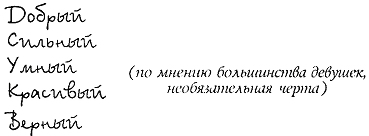 Добрый
Сильный
Умный
Красивый
Верный
(по мнению большинства девушек,
необязательная черта)